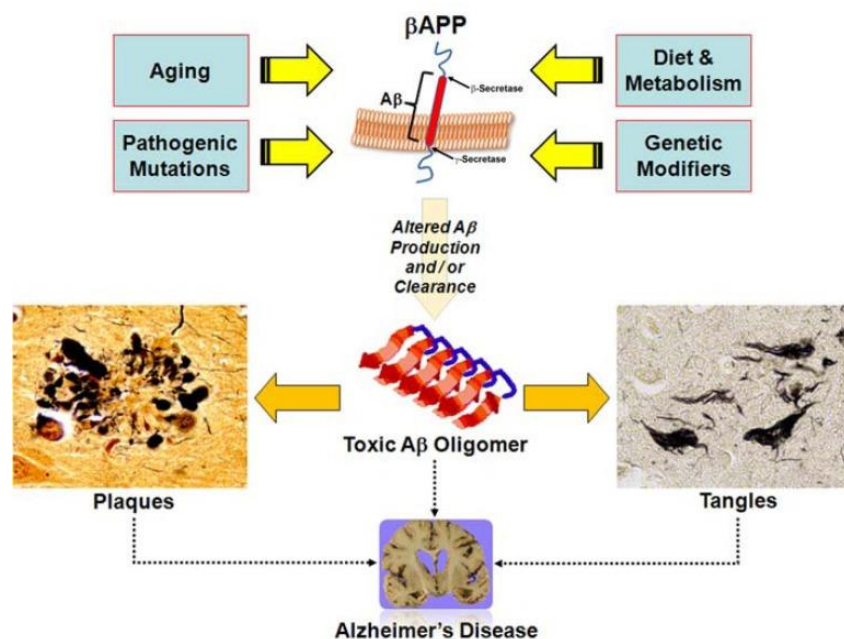 βAPP
Aging
Diet &
Metabolism
β-Secretase
Aβ
Pathogenic
Mutations
Genetic
Modifiers
γ-Secretase
Altered Aβ
Production
and / or
Clearance
Toxic Aβ Oligomer
Plaques
Tangles
Alzheimer's Disease